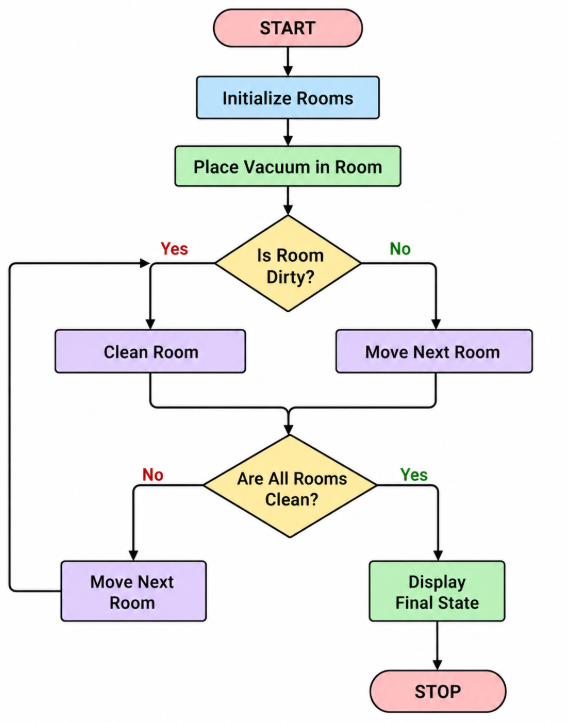 START
Initialize Rooms
Place Vacuum in Room
Is Room
Dirty?
Yes
No
Clean Room
Move Next Room
Are All Rooms
Clean?
No
Yes
Move Next
Room
Display
Final State
STOP